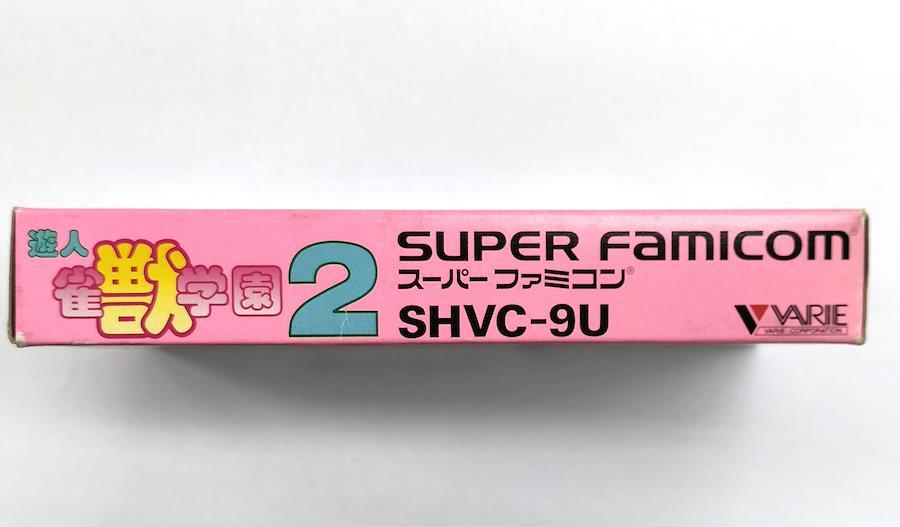 遊人
雀獣学園2
SUPER FAMICOM®
スーパーファミコン®
SHVC-9U
VARIE
VARIE CORPORATION